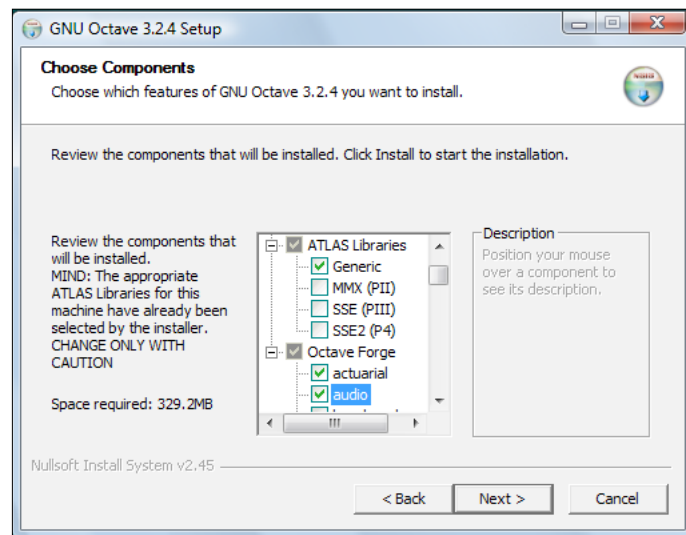 GNU Octave 3.2.4 Setup
Choose Components
Choose which features of GNU Octave 3.2.4 you want to install.
Review the components that will be installed. Click Install to start the installation.
Review the components that
will be installed.
MIND: The appropriate
ATLAS Libraries for this
machine have already been
selected by the installer.
CHANGE ONLY WITH
CAUTION
Space required: 329.2MB
ATLAS Libraries
Generic
MMX (PII)
SSE (PIII)
SSE2 (P4)
Octave Forge
actuarial
audio
Description
Position your mouse
over a component to
see its description.
Nullsoft Install System v2.45
< Back
Next >
Cancel